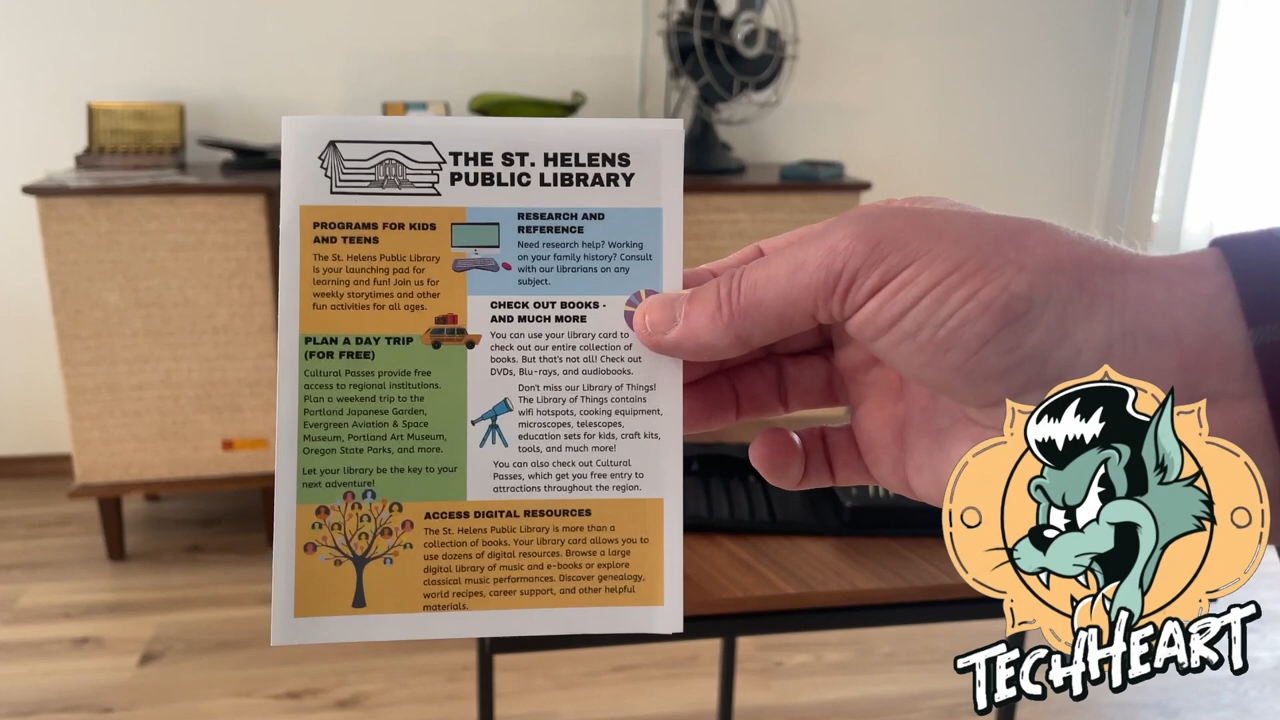 THE ST. HELENS
PUBLIC LIBRARY
PROGRAMS FOR KIDS
AND TEENS
The St. Helens Public Library
is your launching pad for
learning and fun! Join us for
weekly storytimes and other
fun activities for all ages.
RESEARCH AND
REFERENCE
Need research help? Working
on your family history? Consult
with our librarians on any
subject.
PLAN A DAY TRIP
(FOR FREE)
Cultural Passes provide free
access to regional institutions.
Plan a weekend trip to the
Portland Japanese Garden,
Evergreen Aviation & Space
Museum, Portland Art Museum,
Oregon State Parks, and more.
Let your library be the key to your
next adventure!
CHECK OUT BOOKS -
AND MUCH MORE
You can use your library card to
check out our entire collection of
books. But that's not all! Check out
DVDs, Blu-rays, and audiobooks.
Don't miss our Library of Things!
The Library of Things contains
wifi hotspots, cooking equipment,
microscopes, telescopes,
education sets for kids, craft kits,
tools, and much more!
You can also check out Cultural
Passes, which get you free entry to
attractions throughout the region.
ACCESS DIGITAL RESOURCES
The St. Helens Public Library is more than a
collection of books. Your library card allows you to
use dozens of digital resources. Browse a large
digital library of music and e-books or explore
classical music performances. Discover genealogy,
world recipes, career support, and other helpful
materials.
TECHHEART